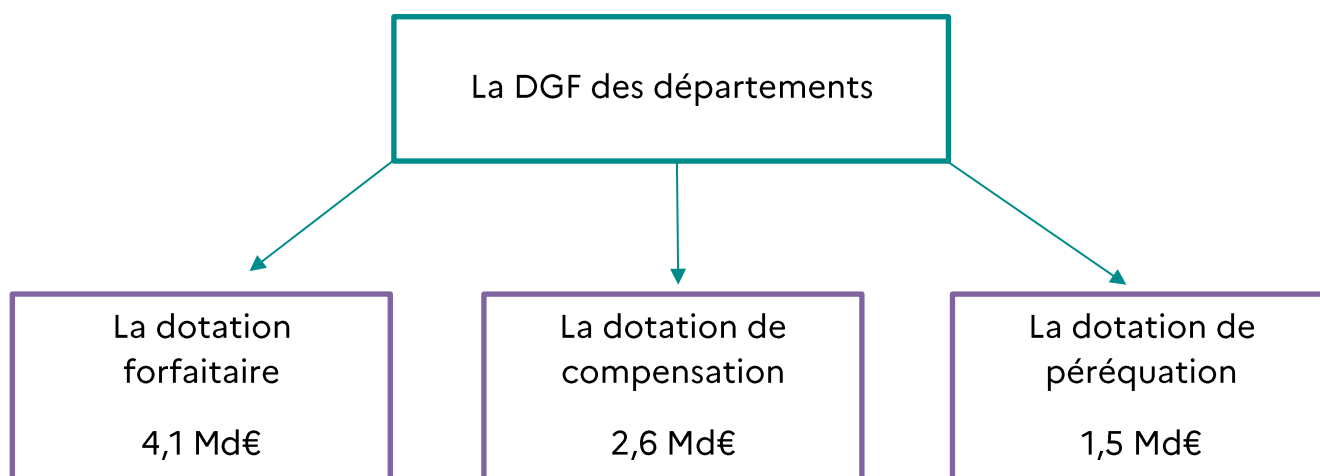 La DGF des départements
La dotation
forfaitaire
4,1 Md€
La dotation de
compensation
2,6 Md€
La dotation de
péréquation
1,5 Md€